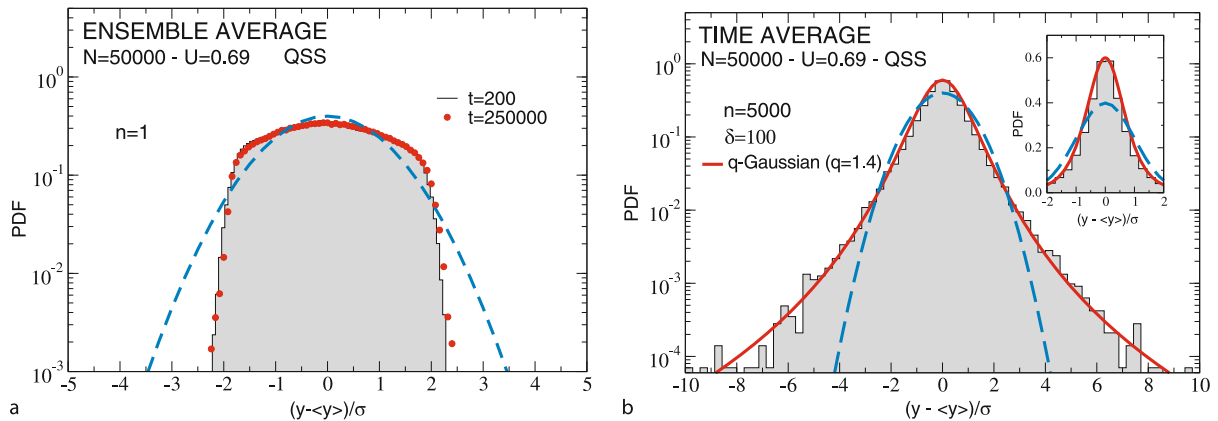 ENSEMBLE AVERAGE
N=50000 - U=0.69 QSS
n=1
t=200
t=250000
PDF
10⁰
10⁻¹
10⁻²
10⁻³
-5 -4 -3 -2 -1 0 1 2 3 4 5
(y-<y>)/σ
a
TIME AVERAGE
N=50000 - U=0.69 - QSS
n=5000
δ=100
q-Gaussian (q=1.4)
PDF
10⁰
10⁻¹
10⁻²
10⁻³
10⁻⁴
-10 -8 -6 -4 -2 0 2 4 6 8 10
(y - <y>)/σ
b
PDF
0.6
0.4
0.2
0.0
-2 -1 0 1 2
(y - <y>)/σ